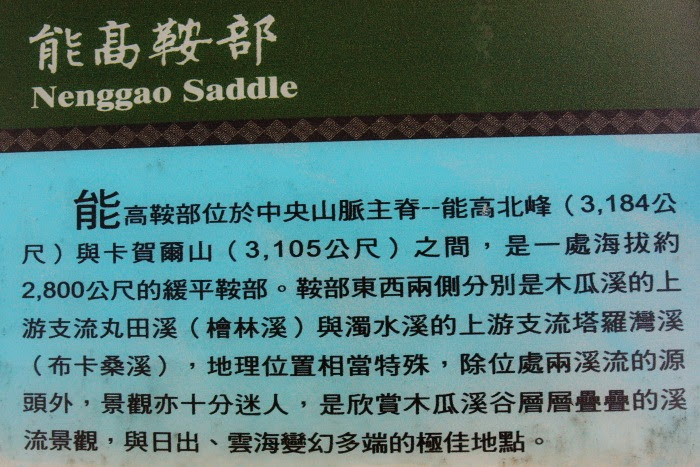 能高鞍部
Nenggao Saddle
能高鞍部位於中央山脈主脊--能高北峰（3,184公
尺）與卡賀爾山（3,105公尺）之間，是一處海拔約
2,800公尺的緩平鞍部。鞍部東西兩側分別是木瓜溪的上
游支流丸田溪（檜林溪）與濁水溪的上游支流塔羅灣溪
（布卡桑溪），地理位置相當特殊，除位處兩溪流的源
頭外，景觀亦十分迷人，是欣賞木瓜溪谷層層疊疊的溪
流景觀，與日出、雲海變幻多端的極佳地點。